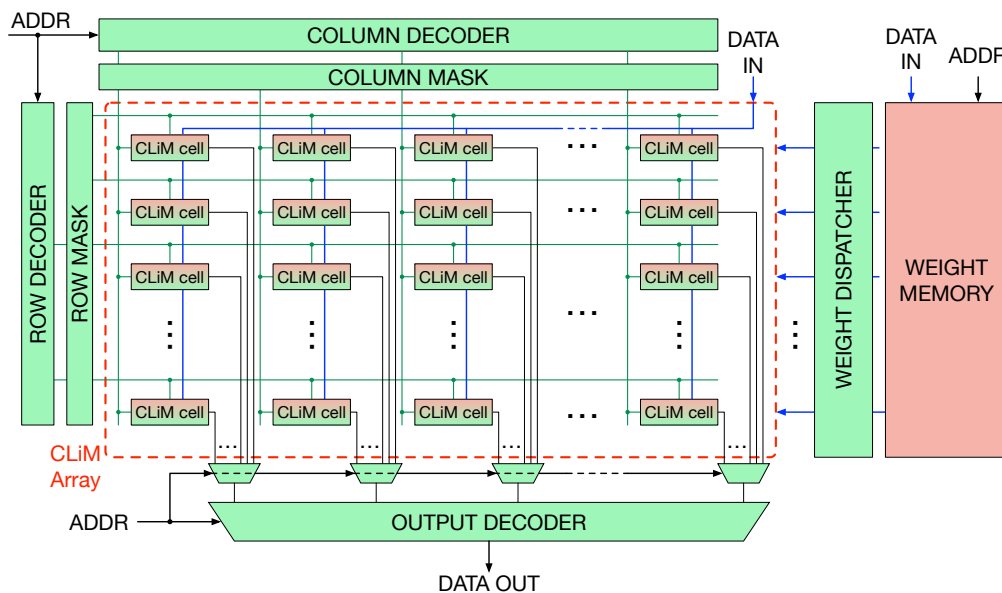 ADDR
COLUMN DECODER
DATA
IN
DATA
IN
ADDR
COLUMN MASK
ROW DECODER
ROW MASK
CLiM cell
CLiM cell
CLiM cell
...
CLiM cell
CLiM cell
CLiM cell
CLiM cell
...
CLiM cell
CLiM cell
CLiM cell
CLiM cell
CLiM cell
...
CLiM cell
CLiM cell
CLiM cell
...
CLiM cell
WEIGHT DISPATCHER
WEIGHT
MEMORY
CLiM
Array
ADDR
OUTPUT DECODER
DATA OUT